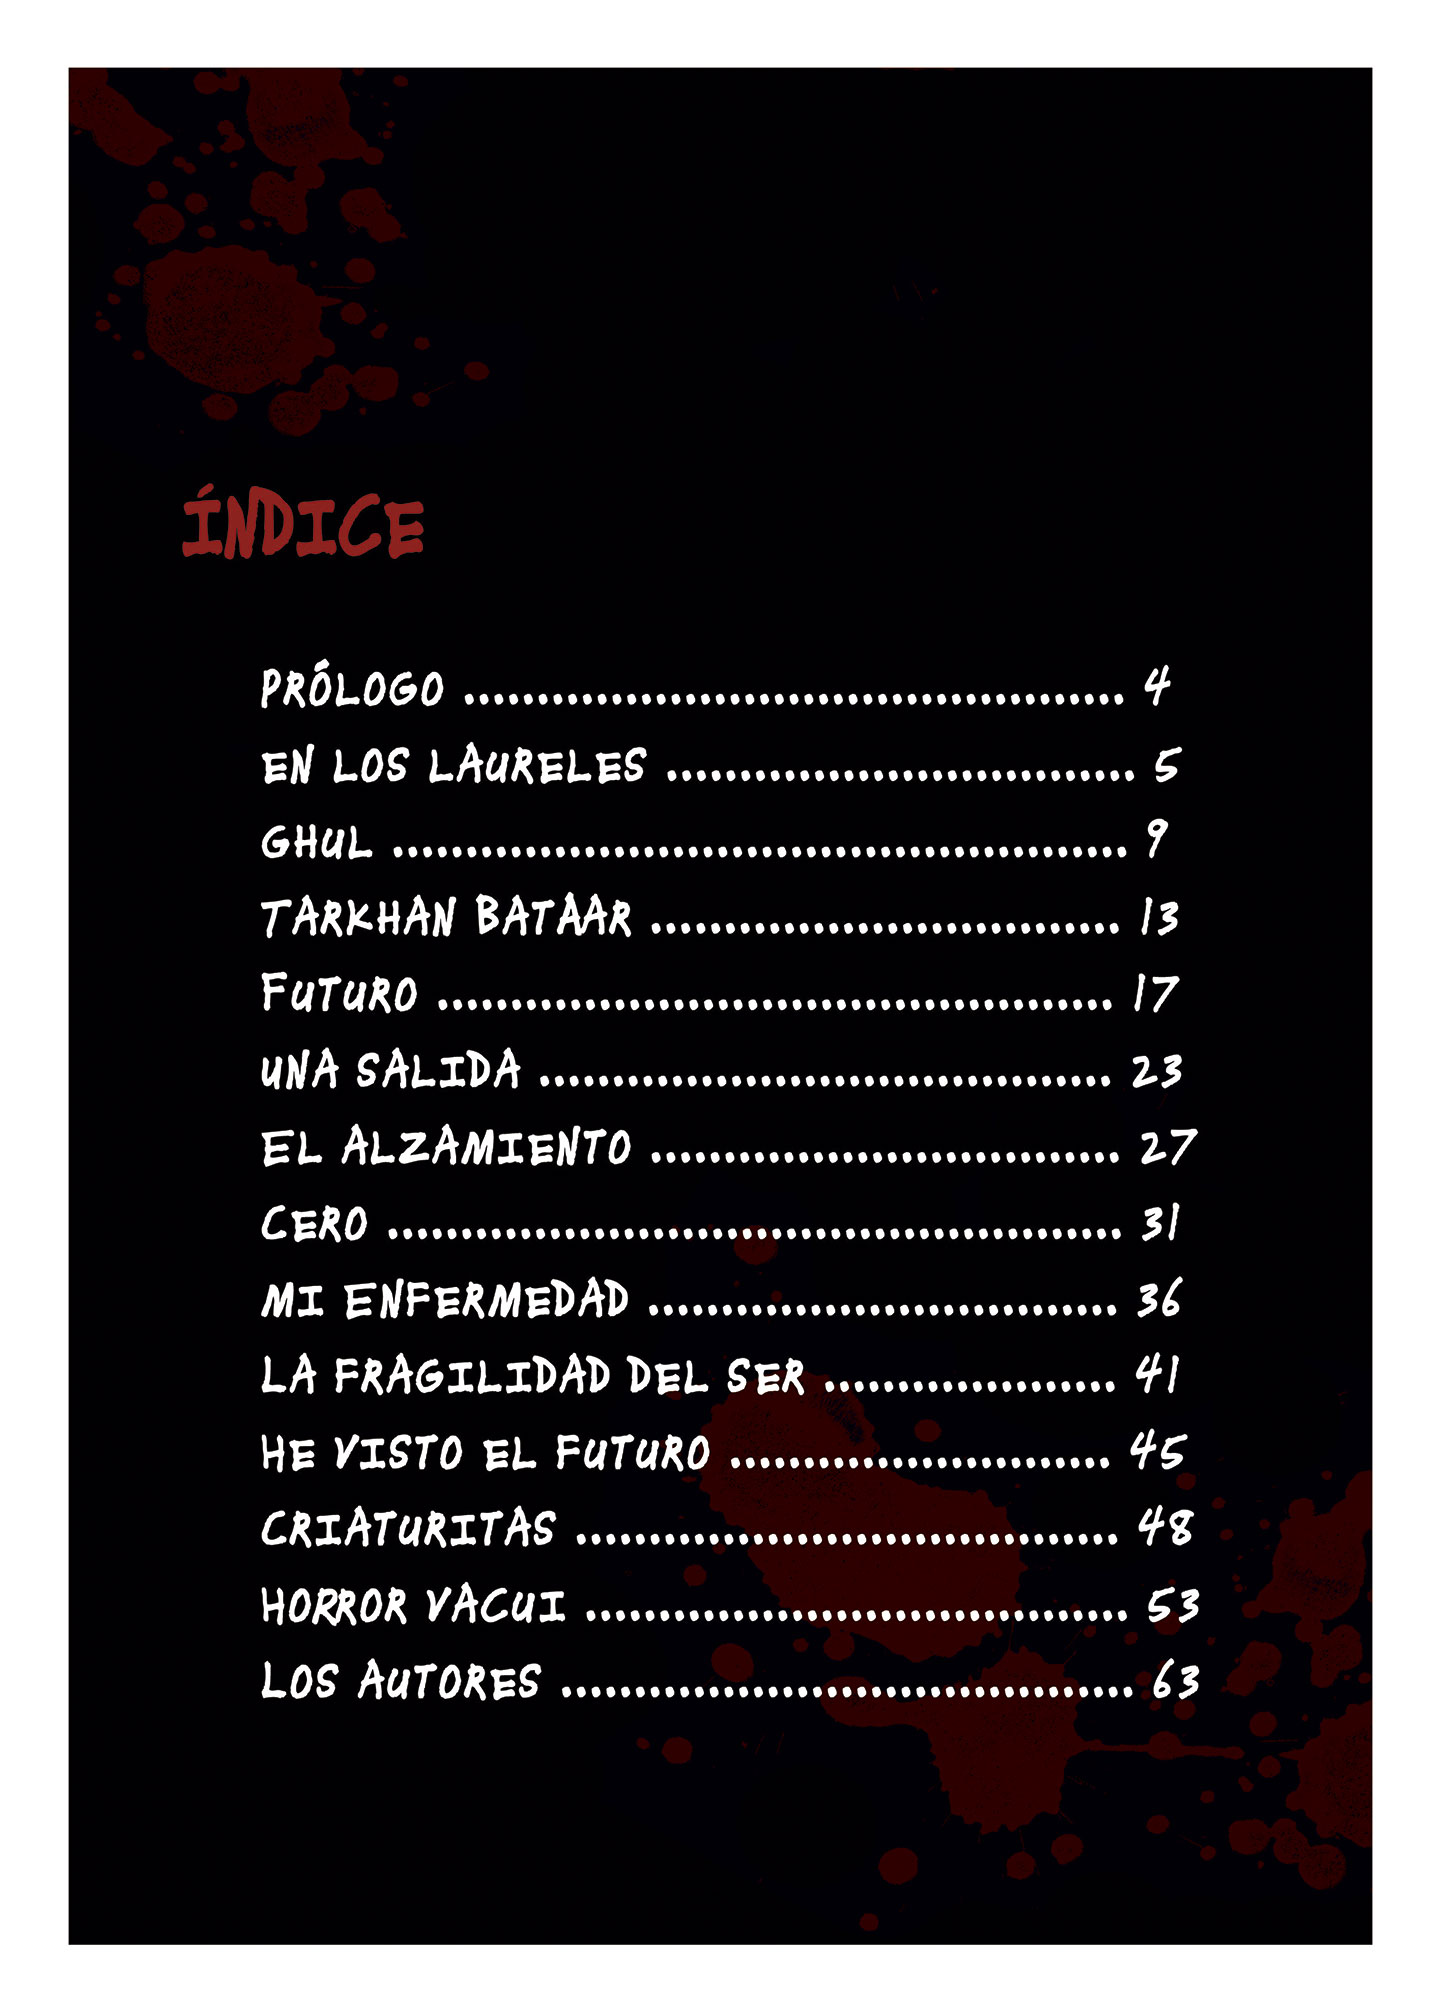 ÍNDICE
PRÓLOGO ............................................. 4
EN LOS LAURELES ................................ 5
GHUL .................................................. 9
TARKHAN BATAAR ................................ 13
FUTURO .............................................. 17
UNA SALIDA ....................................... 23
EL ALZAMIENTO ................................ 27
CERO .................................................. 31
MI ENFERMEDAD ................................ 36
LA FRAGILIDAD DEL SER .................... 41
HE VISTO EL FUTURO .......................... 45
CRIATURITAS ..................................... 48
HORROR VACUI ..................................... 53
LOS AUTORES ....................................... 63